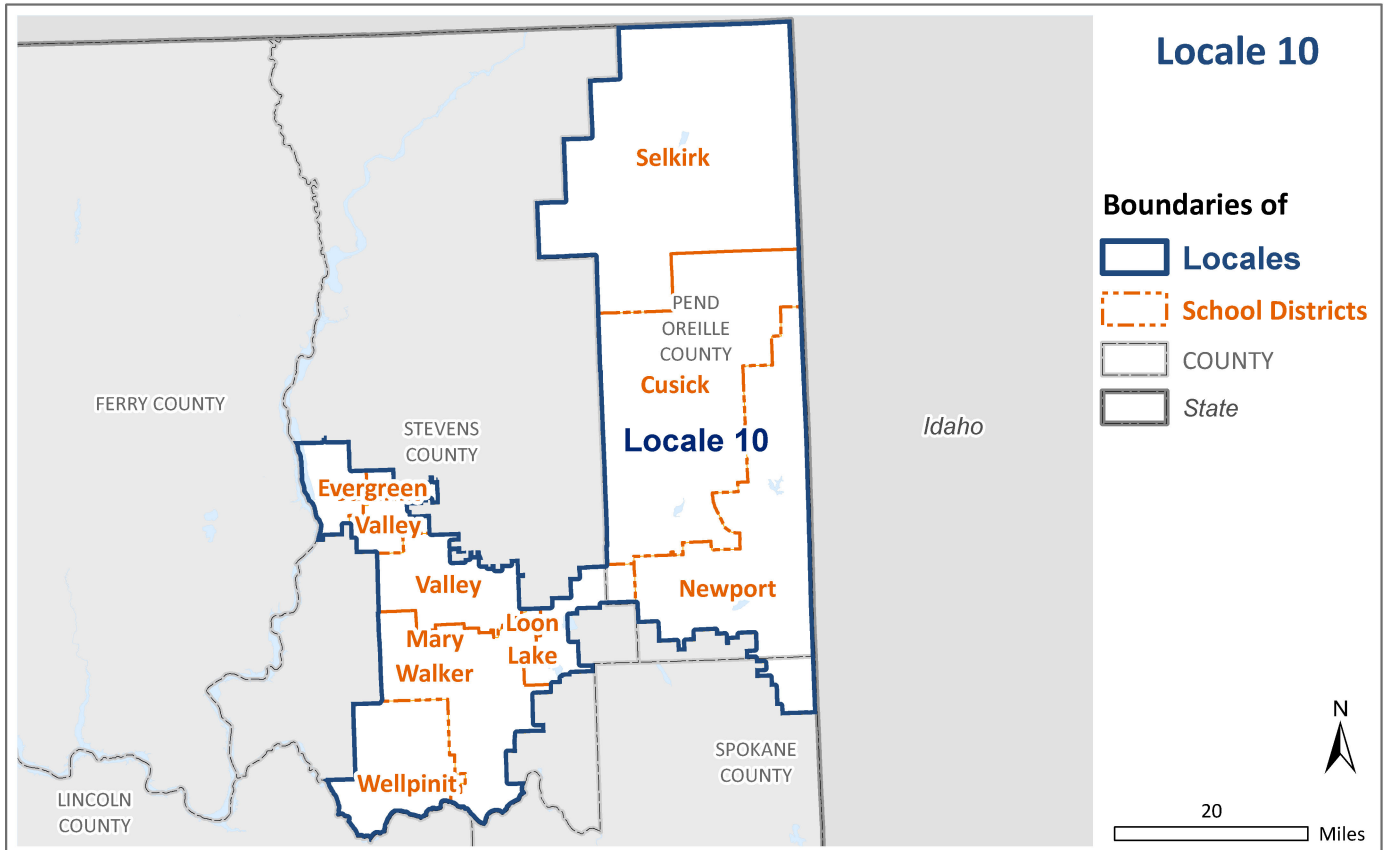 Locale 10
Selkirk
Boundaries of
Locales
School Districts
COUNTY
State
PEND
OREILLE
COUNTY
Cusick
FERRY COUNTY
STEVENS
COUNTY
Locale 10
Idaho
Evergreen
Valley
Valley
Newport
Loon
Lake
Mary
Walker
Wellpinit
SPOKANE
COUNTY
LINCOLN
COUNTY
N
20
Miles